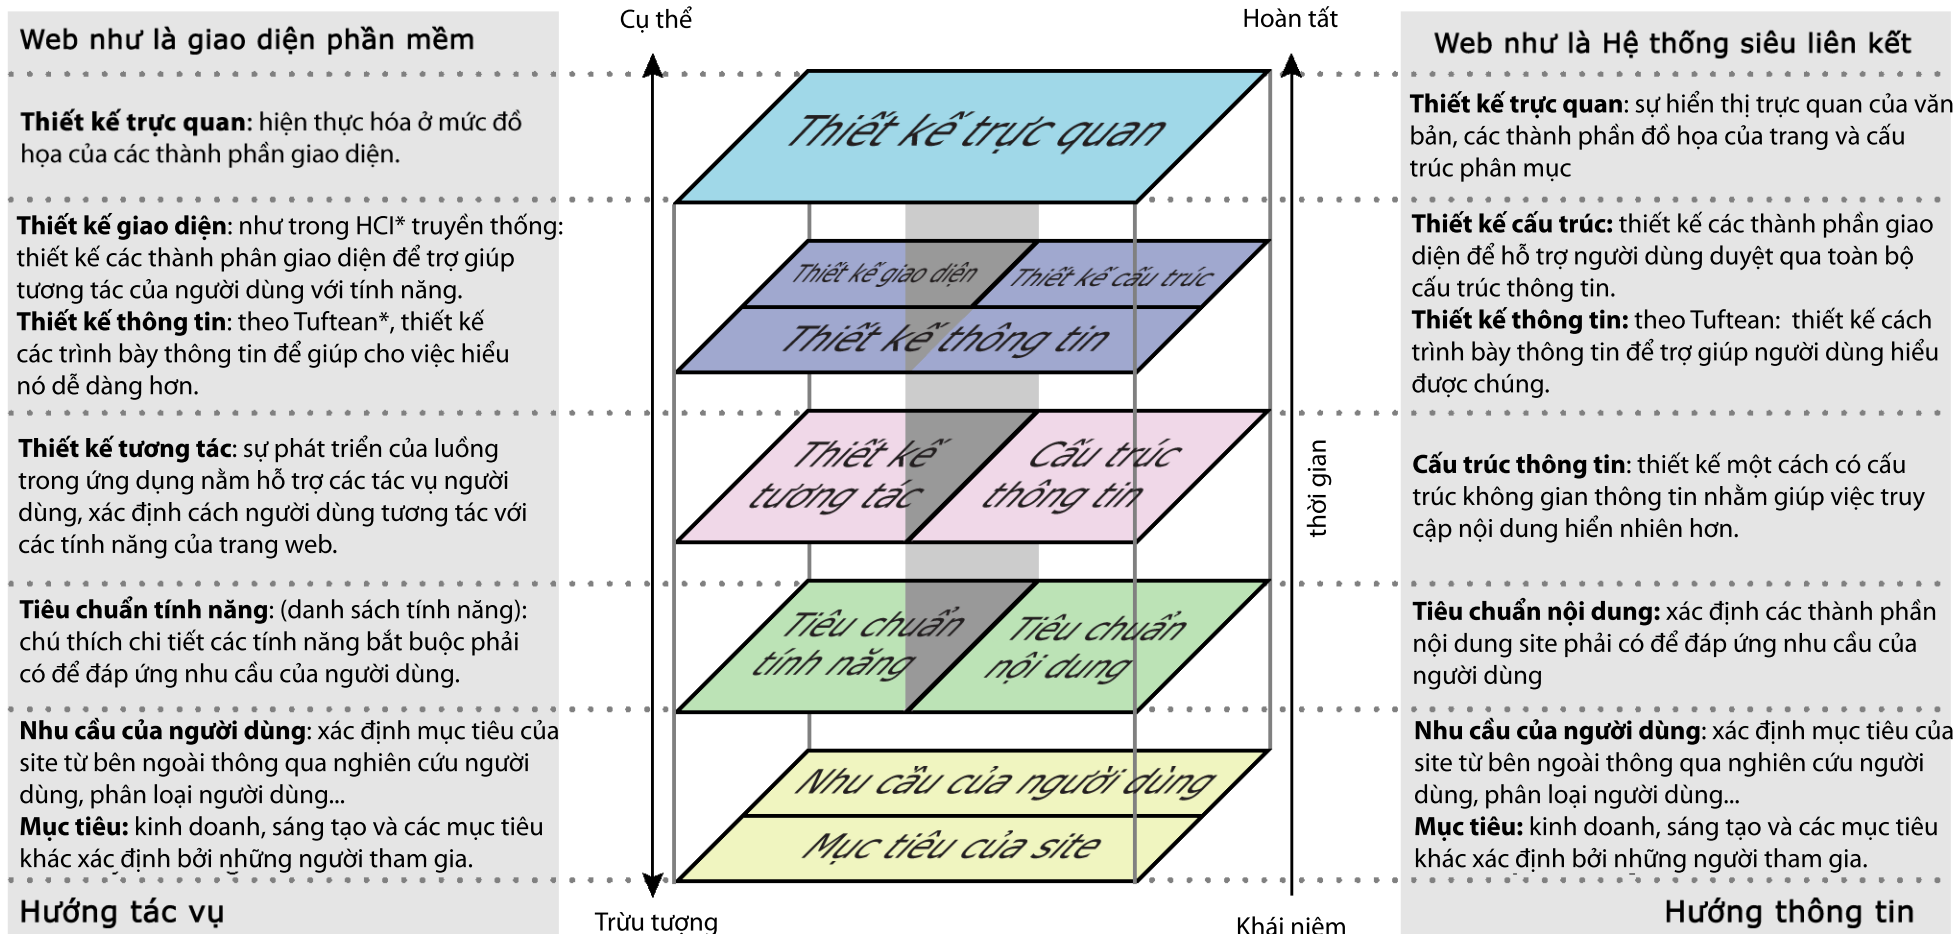 Web như là giao diện phần mềm
Thiết kế trực quan: hiện thực hóa ở mức đồ
họa của các thành phần giao diện.
Thiết kế giao diện: như trong HCI* truyền thống:
thiết kế các thành phân giao diện để trợ giúp
tương tác của người dùng với tính năng.
Thiết kế thông tin: theo Tuftean*, thiết kế
các trình bày thông tin để giúp cho việc hiểu
nó dễ dàng hơn.
Thiết kế tương tác: sự phát triển của luồng
trong ứng dụng nằm hỗ trợ các tác vụ người
dùng, xác định cách người dùng tương tác với
các tính năng của trang web.
Tiêu chuẩn tính năng: (danh sách tính năng):
chú thích chi tiết các tính năng bắt buộc phải
có để đáp ứng nhu cầu của người dùng.
Nhu cầu của người dùng: xác định mục tiêu của
site từ bên ngoài thông qua nghiên cứu người
dùng, phân loại người dùng...
Mục tiêu: kinh doanh, sáng tạo và các mục tiêu
khác xác định bởi những người tham gia.
Hướng tác vụ
Cụ thể
Hoàn tất
Thiết kế trực quan
Thiết kế giao diện
Thiết kế cấu trúc
Thiết kế thông tin
Thiết kế
tương tác
Cấu trúc
thông tin
Tiêu chuẩn
tính năng
Tiêu chuẩn
nội dung
Nhu cầu của người dùng
Mục tiêu của site
thời gian
Trừu tượng
Khái niệm
Web như là Hệ thống siêu liên kết
Thiết kế trực quan: sự hiển thị trực quan của văn
bản, các thành phần đồ họa của trang và cấu
trúc phân mục
Thiết kế cấu trúc: thiết kế các thành phần giao
diện để hỗ trợ người dùng duyệt qua toàn bộ
cấu trúc thông tin.
Thiết kế thông tin: theo Tuftean: thiết kế cách
trình bày thông tin để trợ giúp người dùng hiểu
được chúng.
Cấu trúc thông tin: thiết kế một cách có cấu
trúc không gian thông tin nhằm giúp việc truy
cập nội dung hiển nhiên hơn.
Tiêu chuẩn nội dung: xác định các thành phần
nội dung site phải có để đáp ứng nhu cầu của
người dùng
Nhu cầu của người dùng: xác định mục tiêu của
site từ bên ngoài thông qua nghiên cứu người
dùng, phân loại người dùng...
Mục tiêu: kinh doanh, sáng tạo và các mục tiêu
khác xác định bởi những người tham gia.
Hướng thông tin